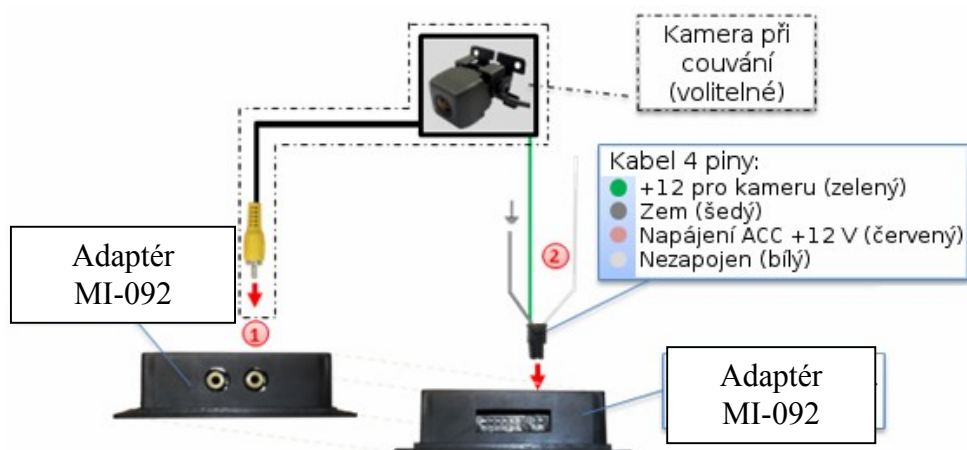 Kamera při
couvání
(volitelné)
Kabel 4 piny:
+12 pro kameru (zelený)
Zem (šedý)
Napájení ACC +12 V (červený)
Nezapojen (bílý)
2
Adaptér
MI-092
1
Adaptér
MI-092